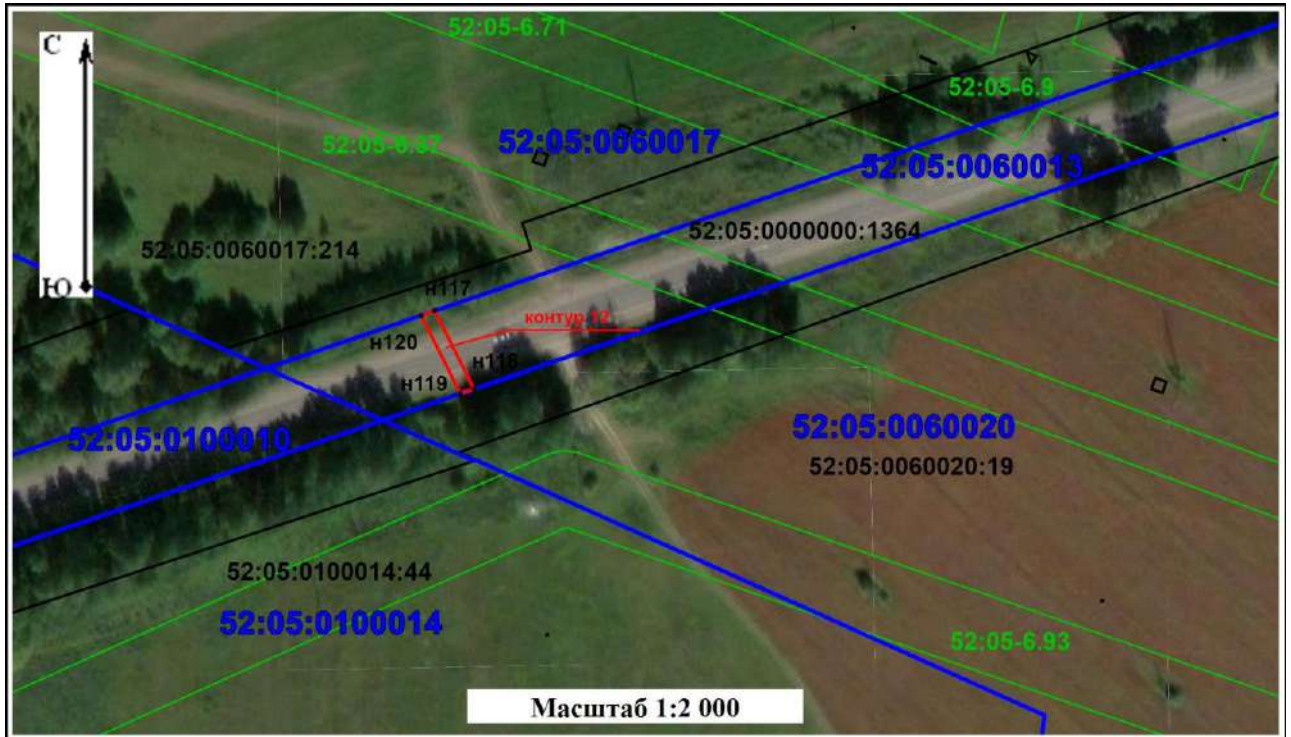 С
52:05-6.71
52:05-6.9
52:05:0060017
52:05-6.37
52:05:0060013
52:05:0000000:1364
52:05:0060017:214
Ю
н117
контур 12
н120
н118
н119
52:05:0100010
52:05:0060020
52:05:0060020:19
52:05:0100014:44
52:05:0100014
52:05-6.93
Масштаб 1:2 000